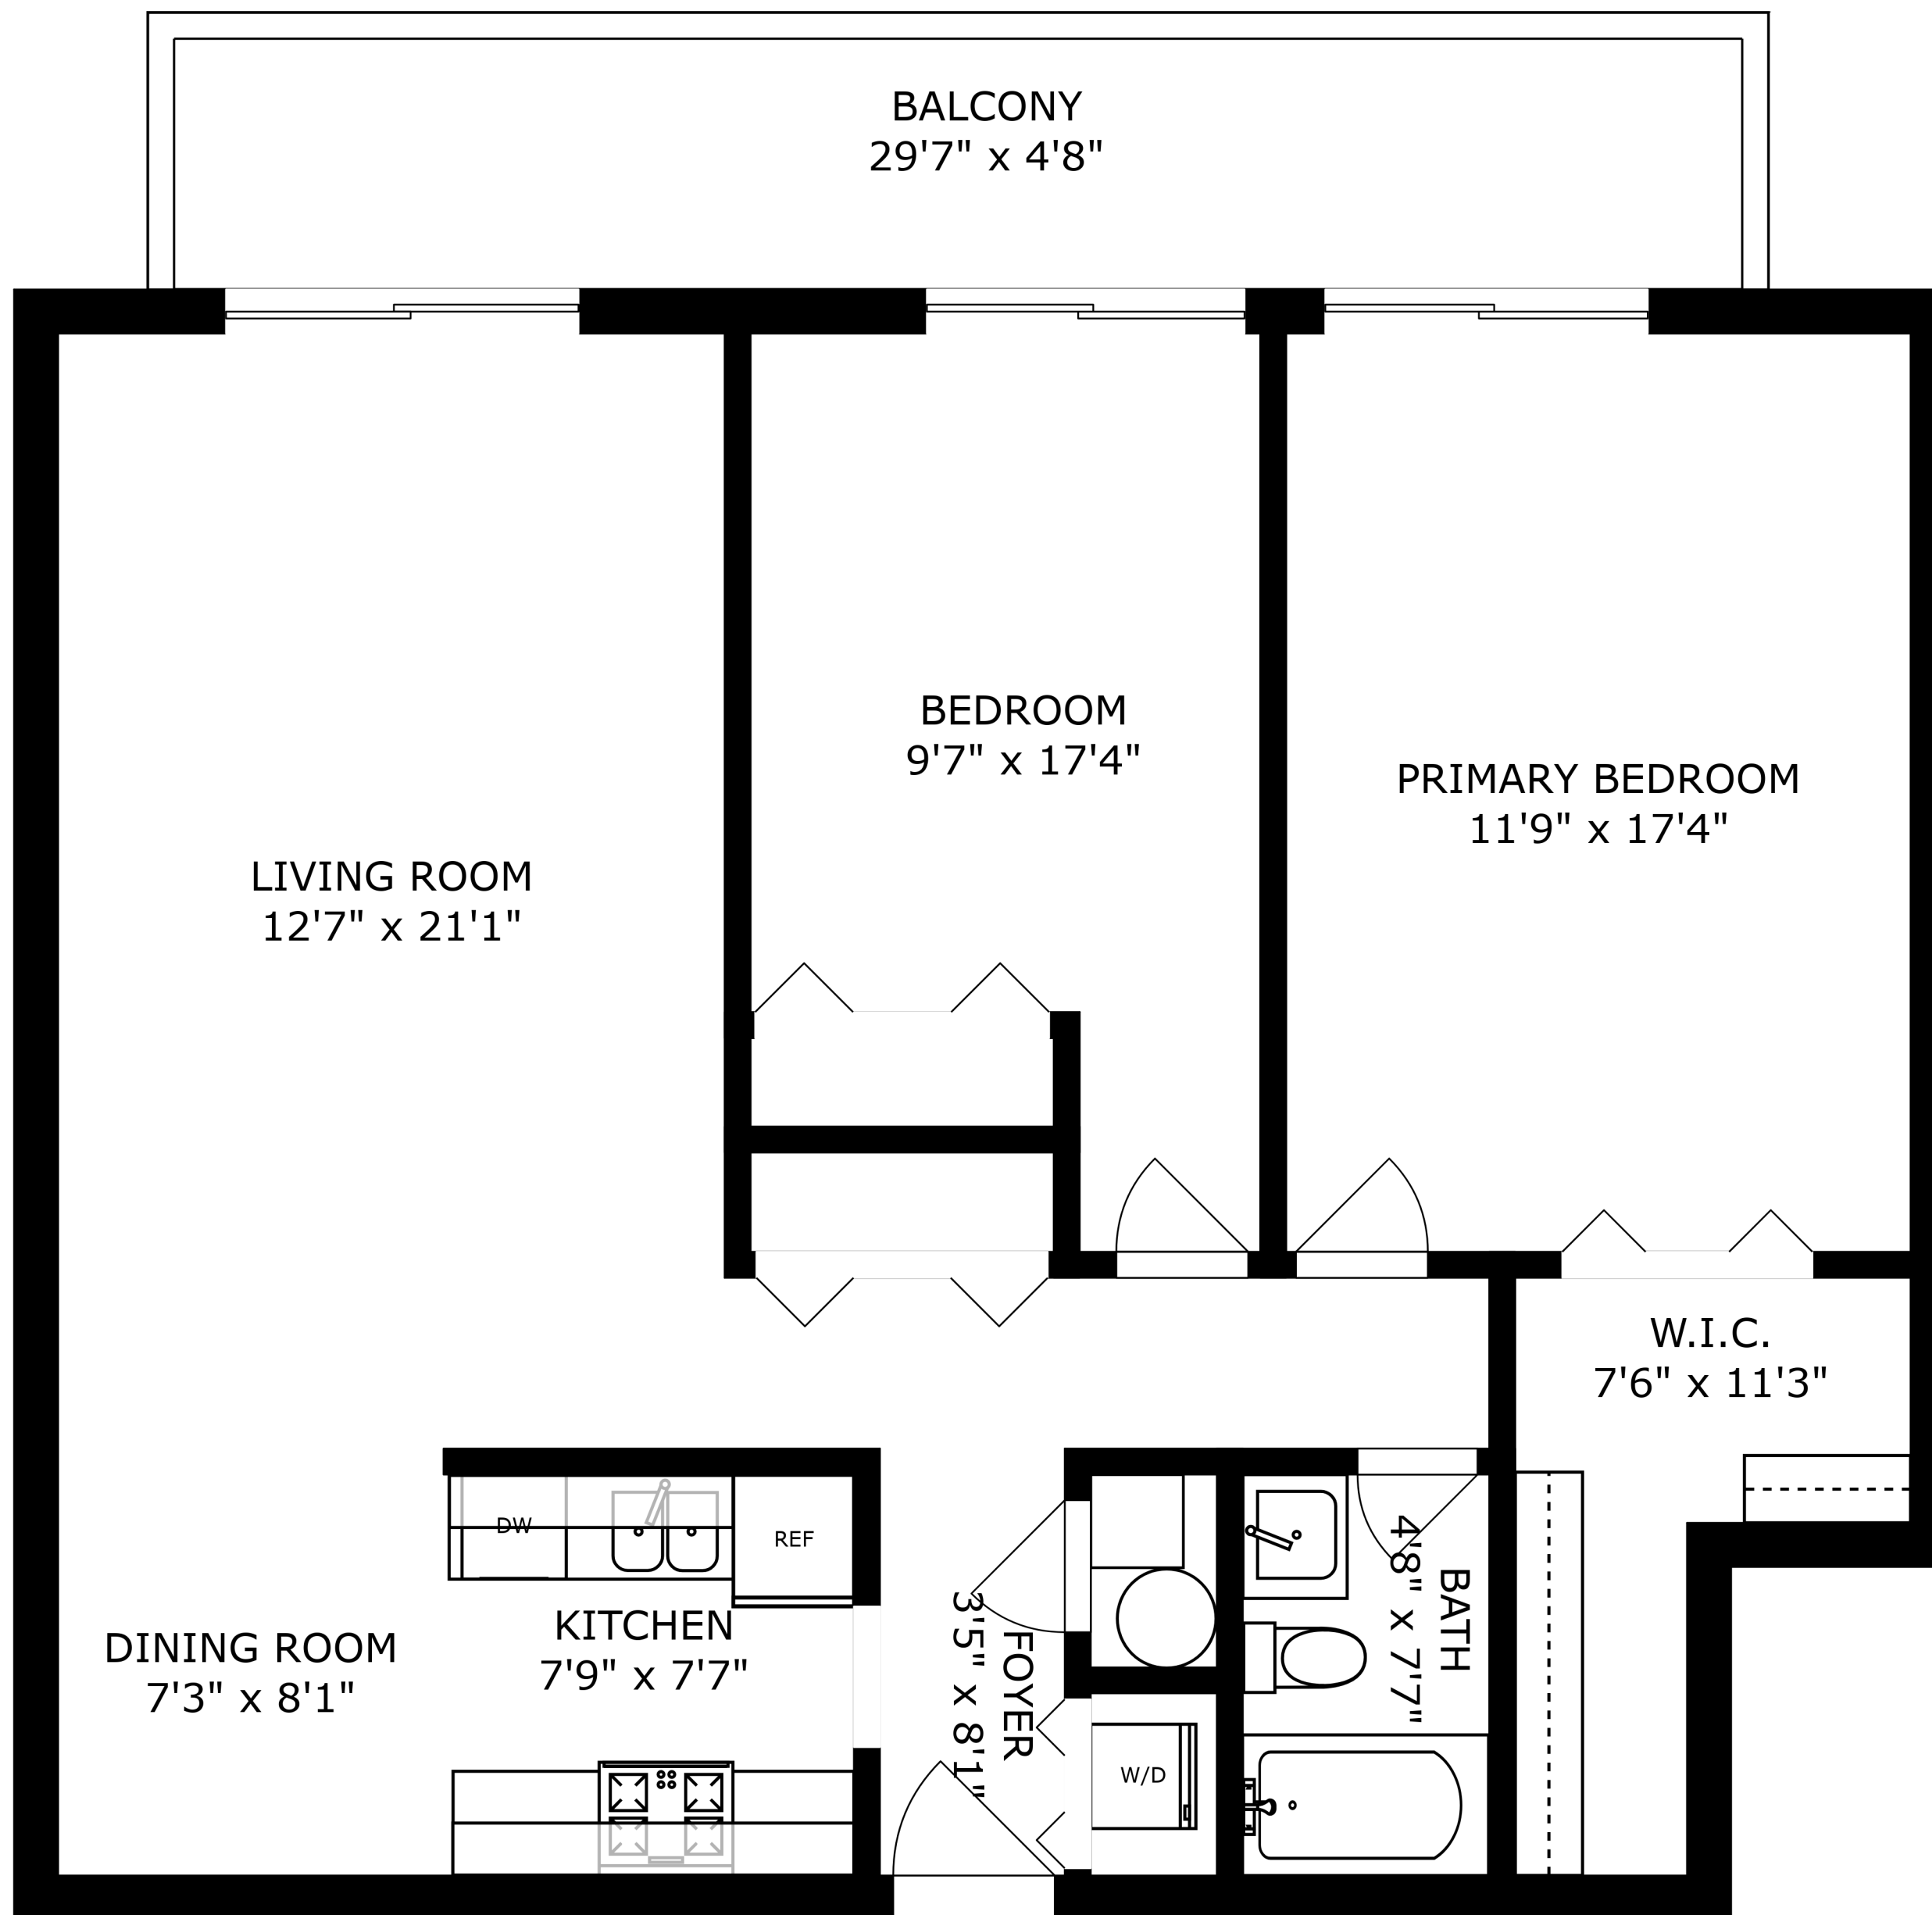 BALCONY
29'7" x 4'8"
BEDROOM
9'7" x 17'4"
PRIMARY BEDROOM
11'9" x 17'4"
LIVING ROOM
12'7" x 21'1"
W.I.C.
7'6" x 11'3"
DW
REF
KITCHEN
7'9" x 7'7"
DINING ROOM
7'3" x 8'1"
FOYER
3'5" x 8'1"
W/D
BATH
4'8" x 7'7"